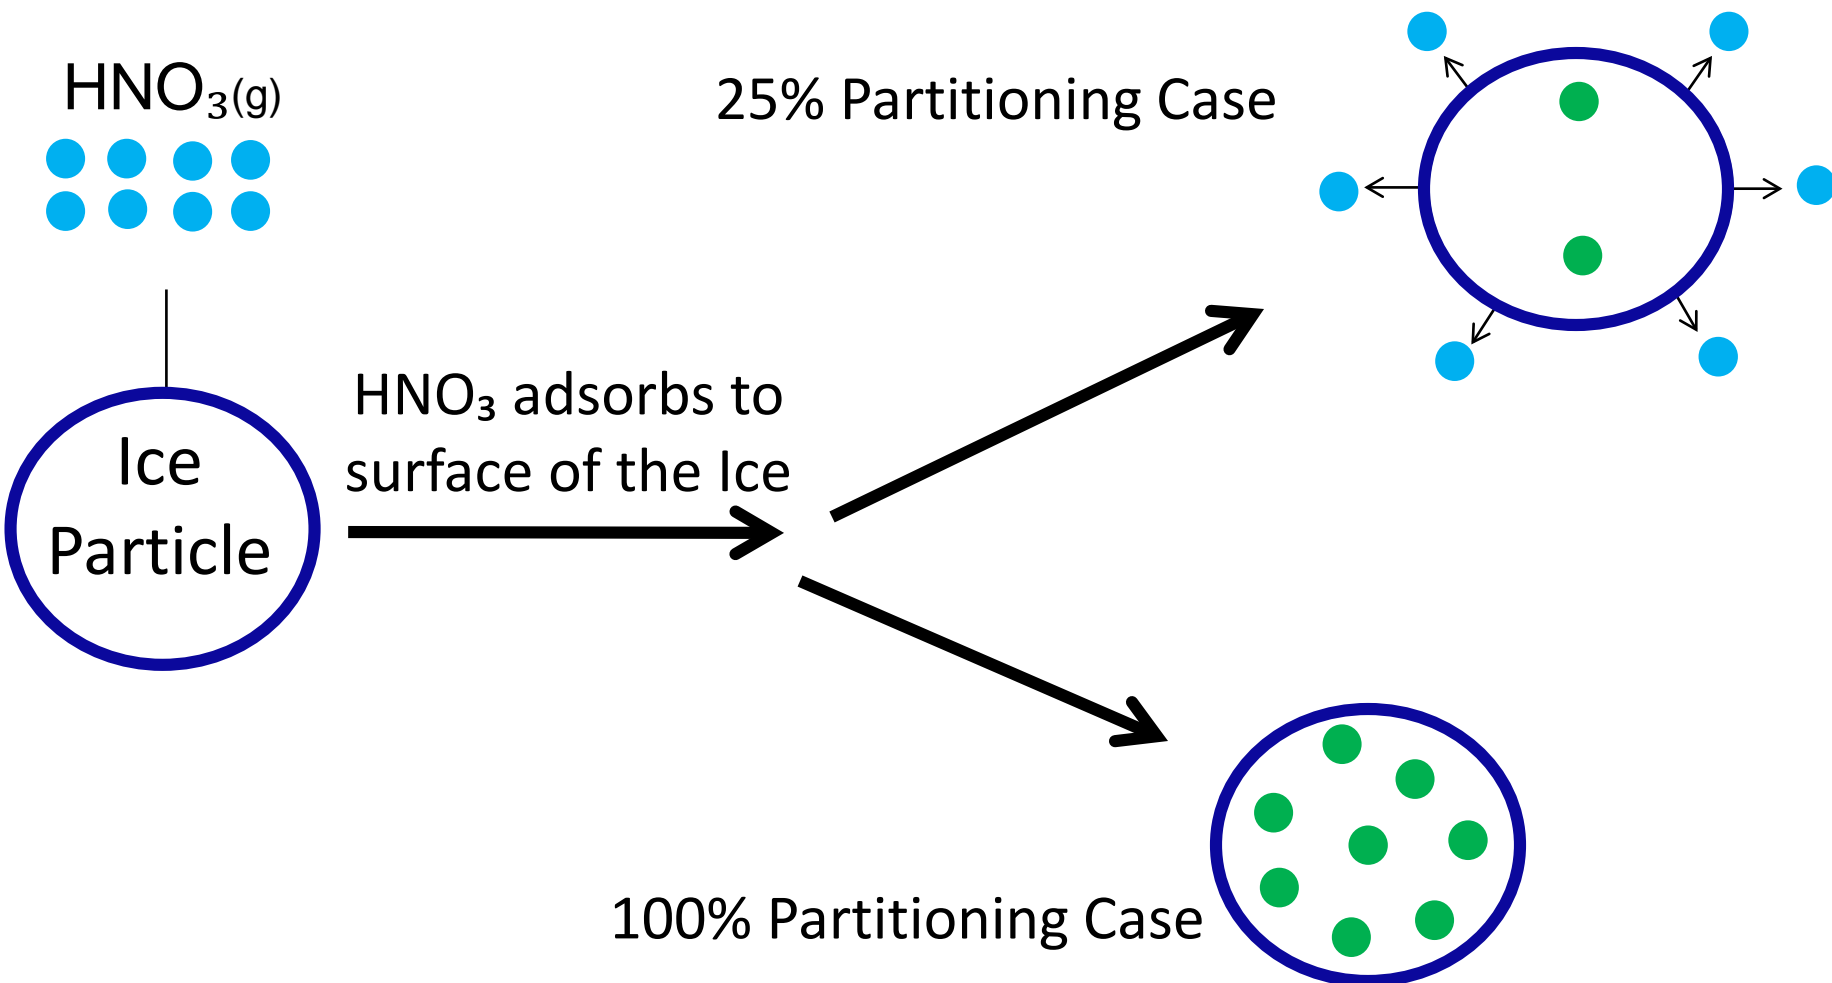 HNO₃(g)
25% Partitioning Case
Ice
Particle
HNO₃ adsorbs to
surface of the Ice
100% Partitioning Case